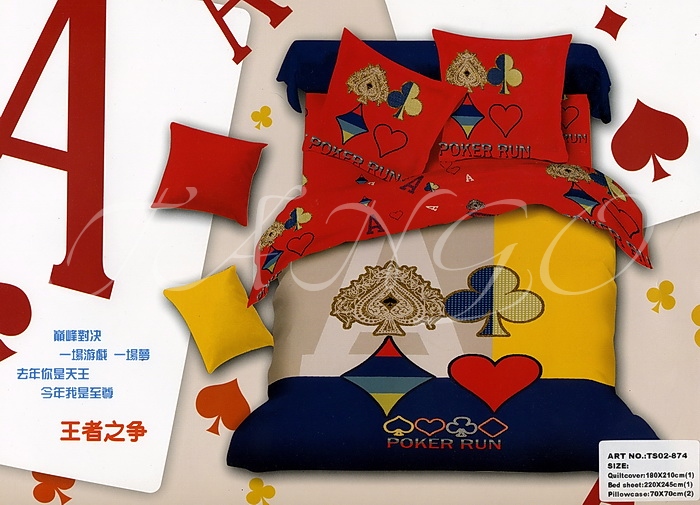 A
A
POKER RUN
POKER RUN
A
A
A
A
TANGO
A
POKER RUN
巅峰對决
一場游戲 一場夢
去年你是天王
今年我是至尊
王者之争
ART NO.:TS02-874
SIZE:
Quiltcover:180X210cm(1)
Bed sheet:220X245cm(1)
Pillowcase:70X70cm(2)